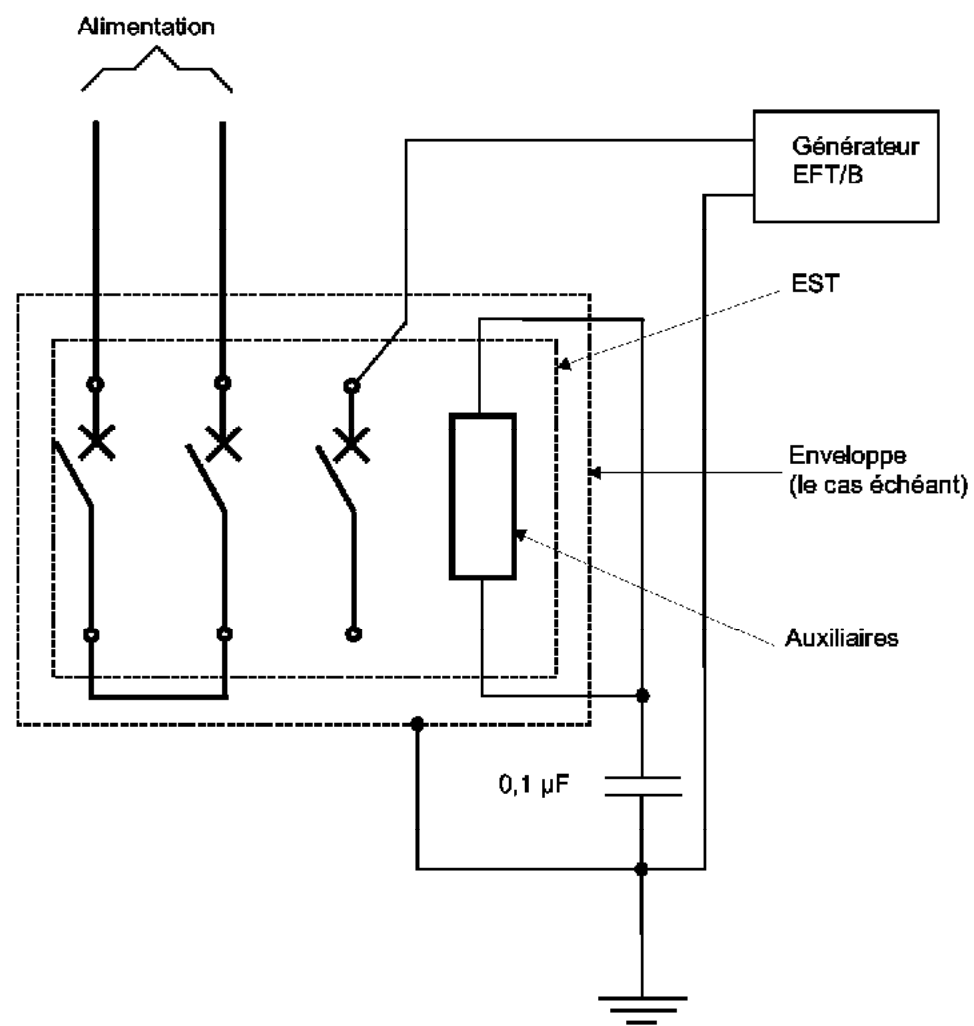 Alimentation
Générateur
EFT/B
EST
Enveloppe
(le cas échéant)
Auxiliaires
0,1 µF